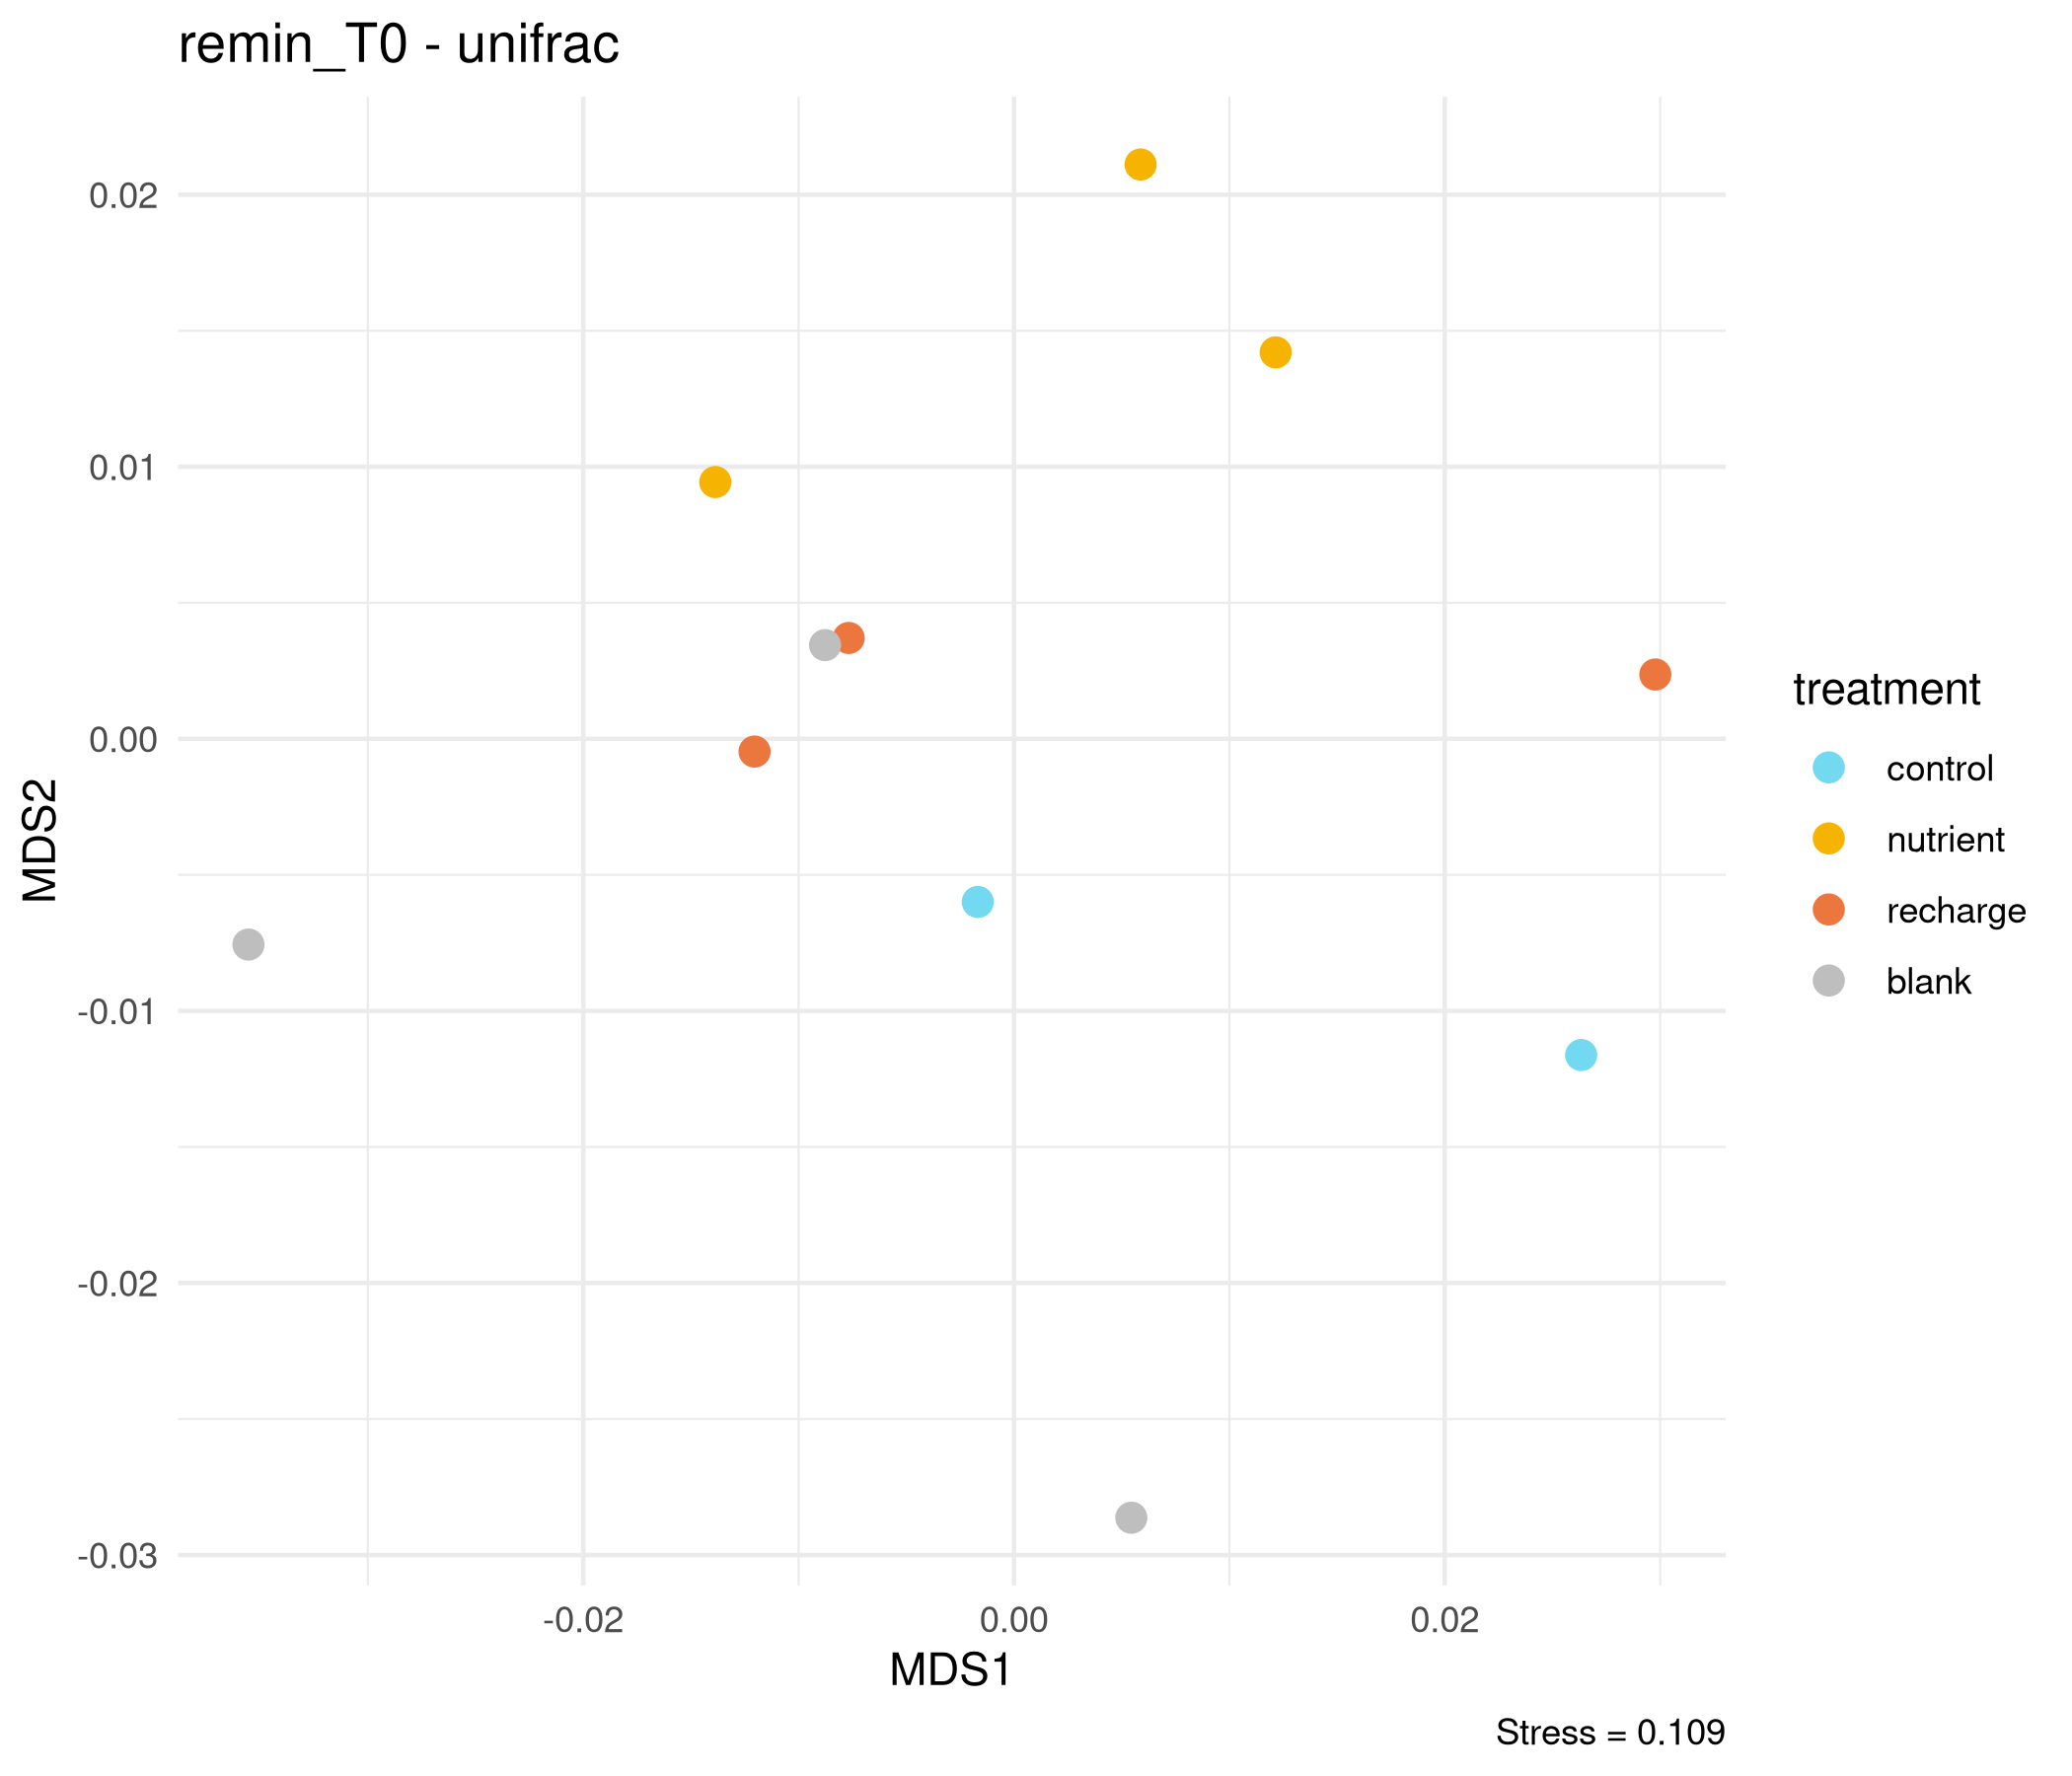 remin_T0 - unifrac
0.02
0.01
0.00
-0.01
-0.02
-0.03
MDS2
-0.02
0.00
0.02
MDS1
treatment
control
nutrient
recharge
blank
Stress = 0.109